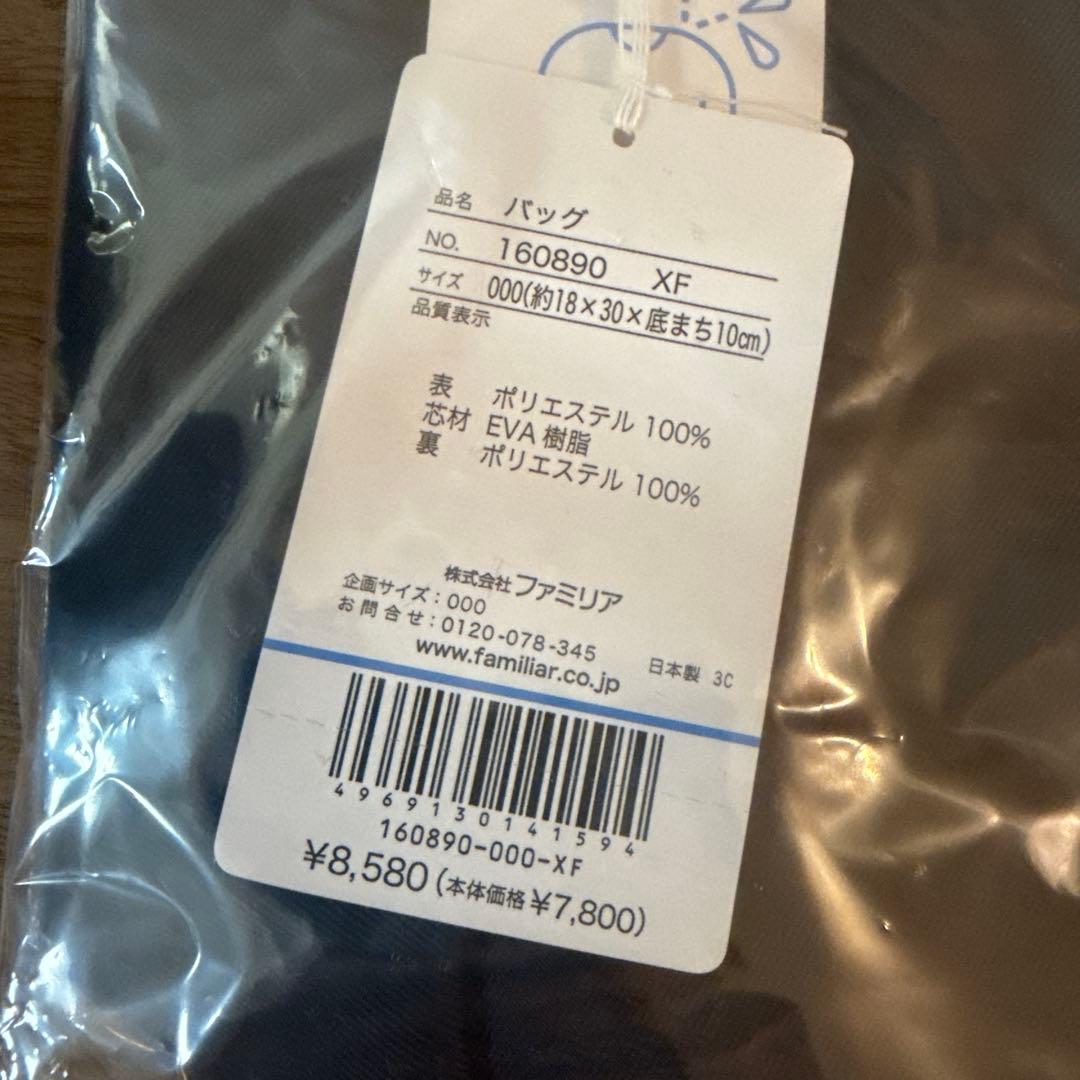 品名 バッグ
NO. 160890 XF
サイズ 000(約18×30×底まち10cm)
品質表示
表 ポリエステル 100%
芯材 EVA 樹脂
裏 ポリエステル 100%
株式会社ファミリア
企画サイズ：000
お問合せ：0120-078-345
www.familiar.co.jp 日本製 3C
4969130141594
160890-000-XF
¥8,580(本体価格¥7,800)